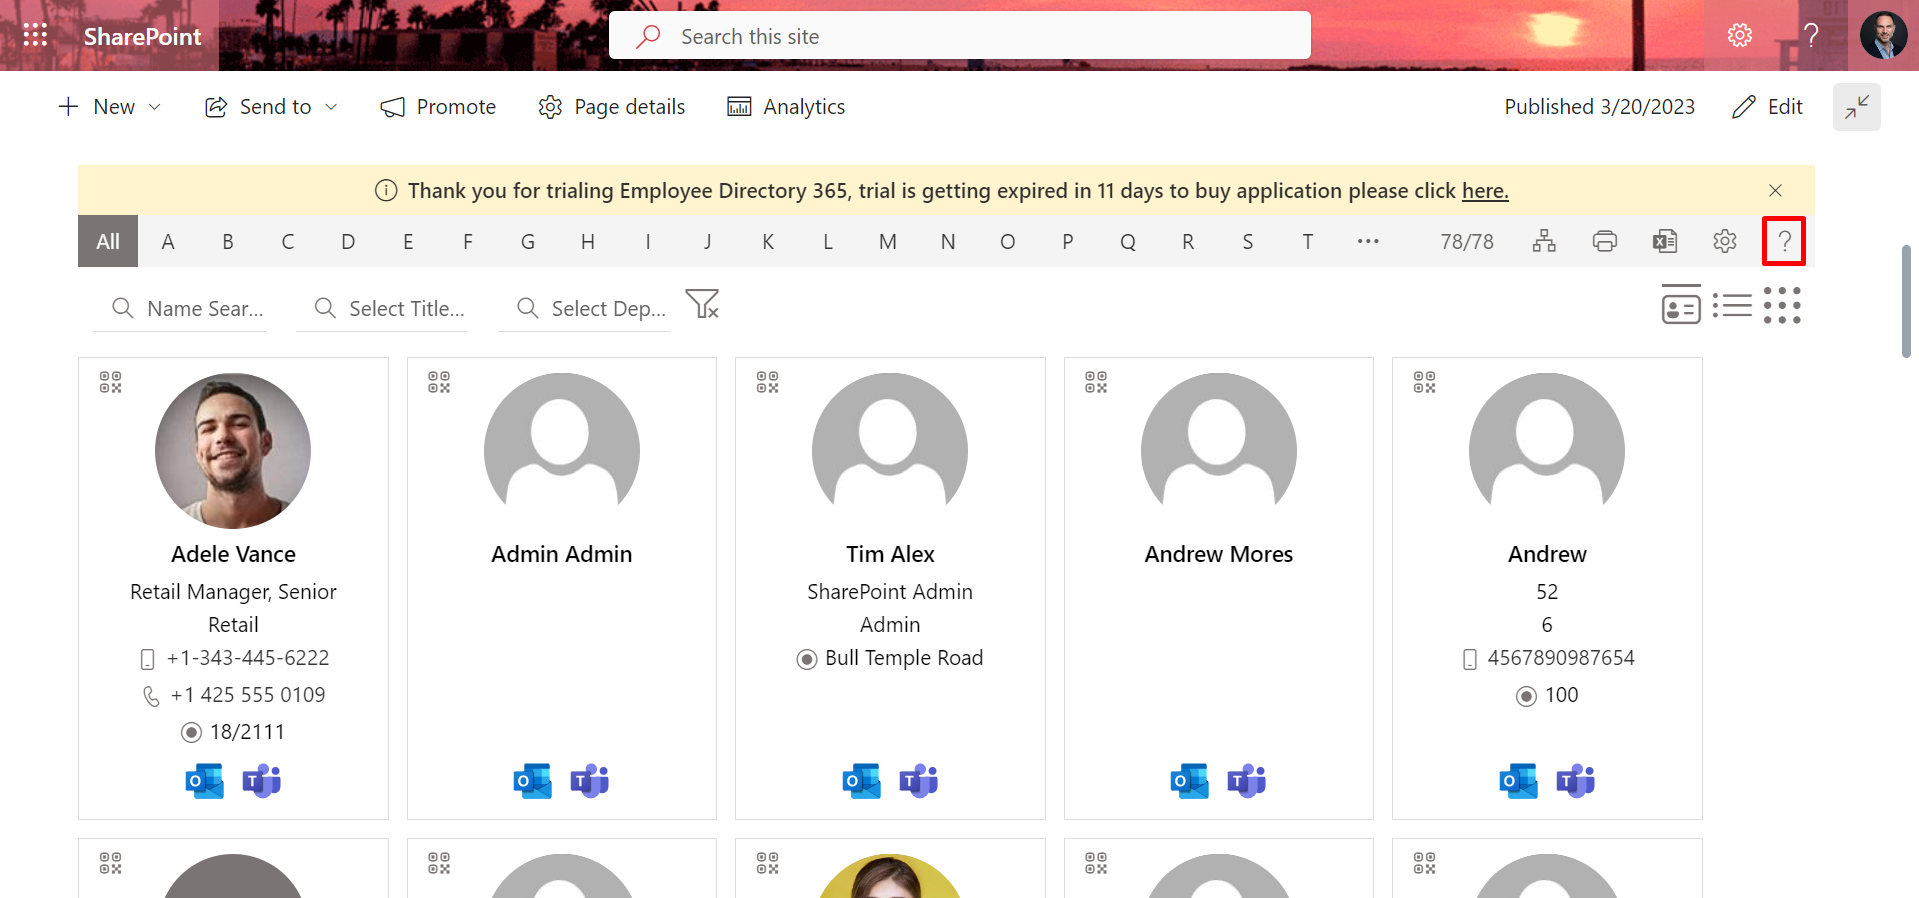 SharePoint
Search this site
?
New
Send to
Promote
Page details
Analytics
Published 3/20/2023
Edit
Thank you for trialing Employee Directory 365, trial is getting expired in 11 days to buy application please click here.
All A B C D E F G H I J K L M N O P Q R S T ··· 78/78 ?
Name Sear...
Select Title...
Select Dep...
Adele Vance
Retail Manager, Senior
Retail
+1-343-445-6222
+1 425 555 0109
18/2111
Admin Admin
Tim Alex
SharePoint Admin
Admin
Bull Temple Road
Andrew Mores
Andrew
52
6
4567890987654
100